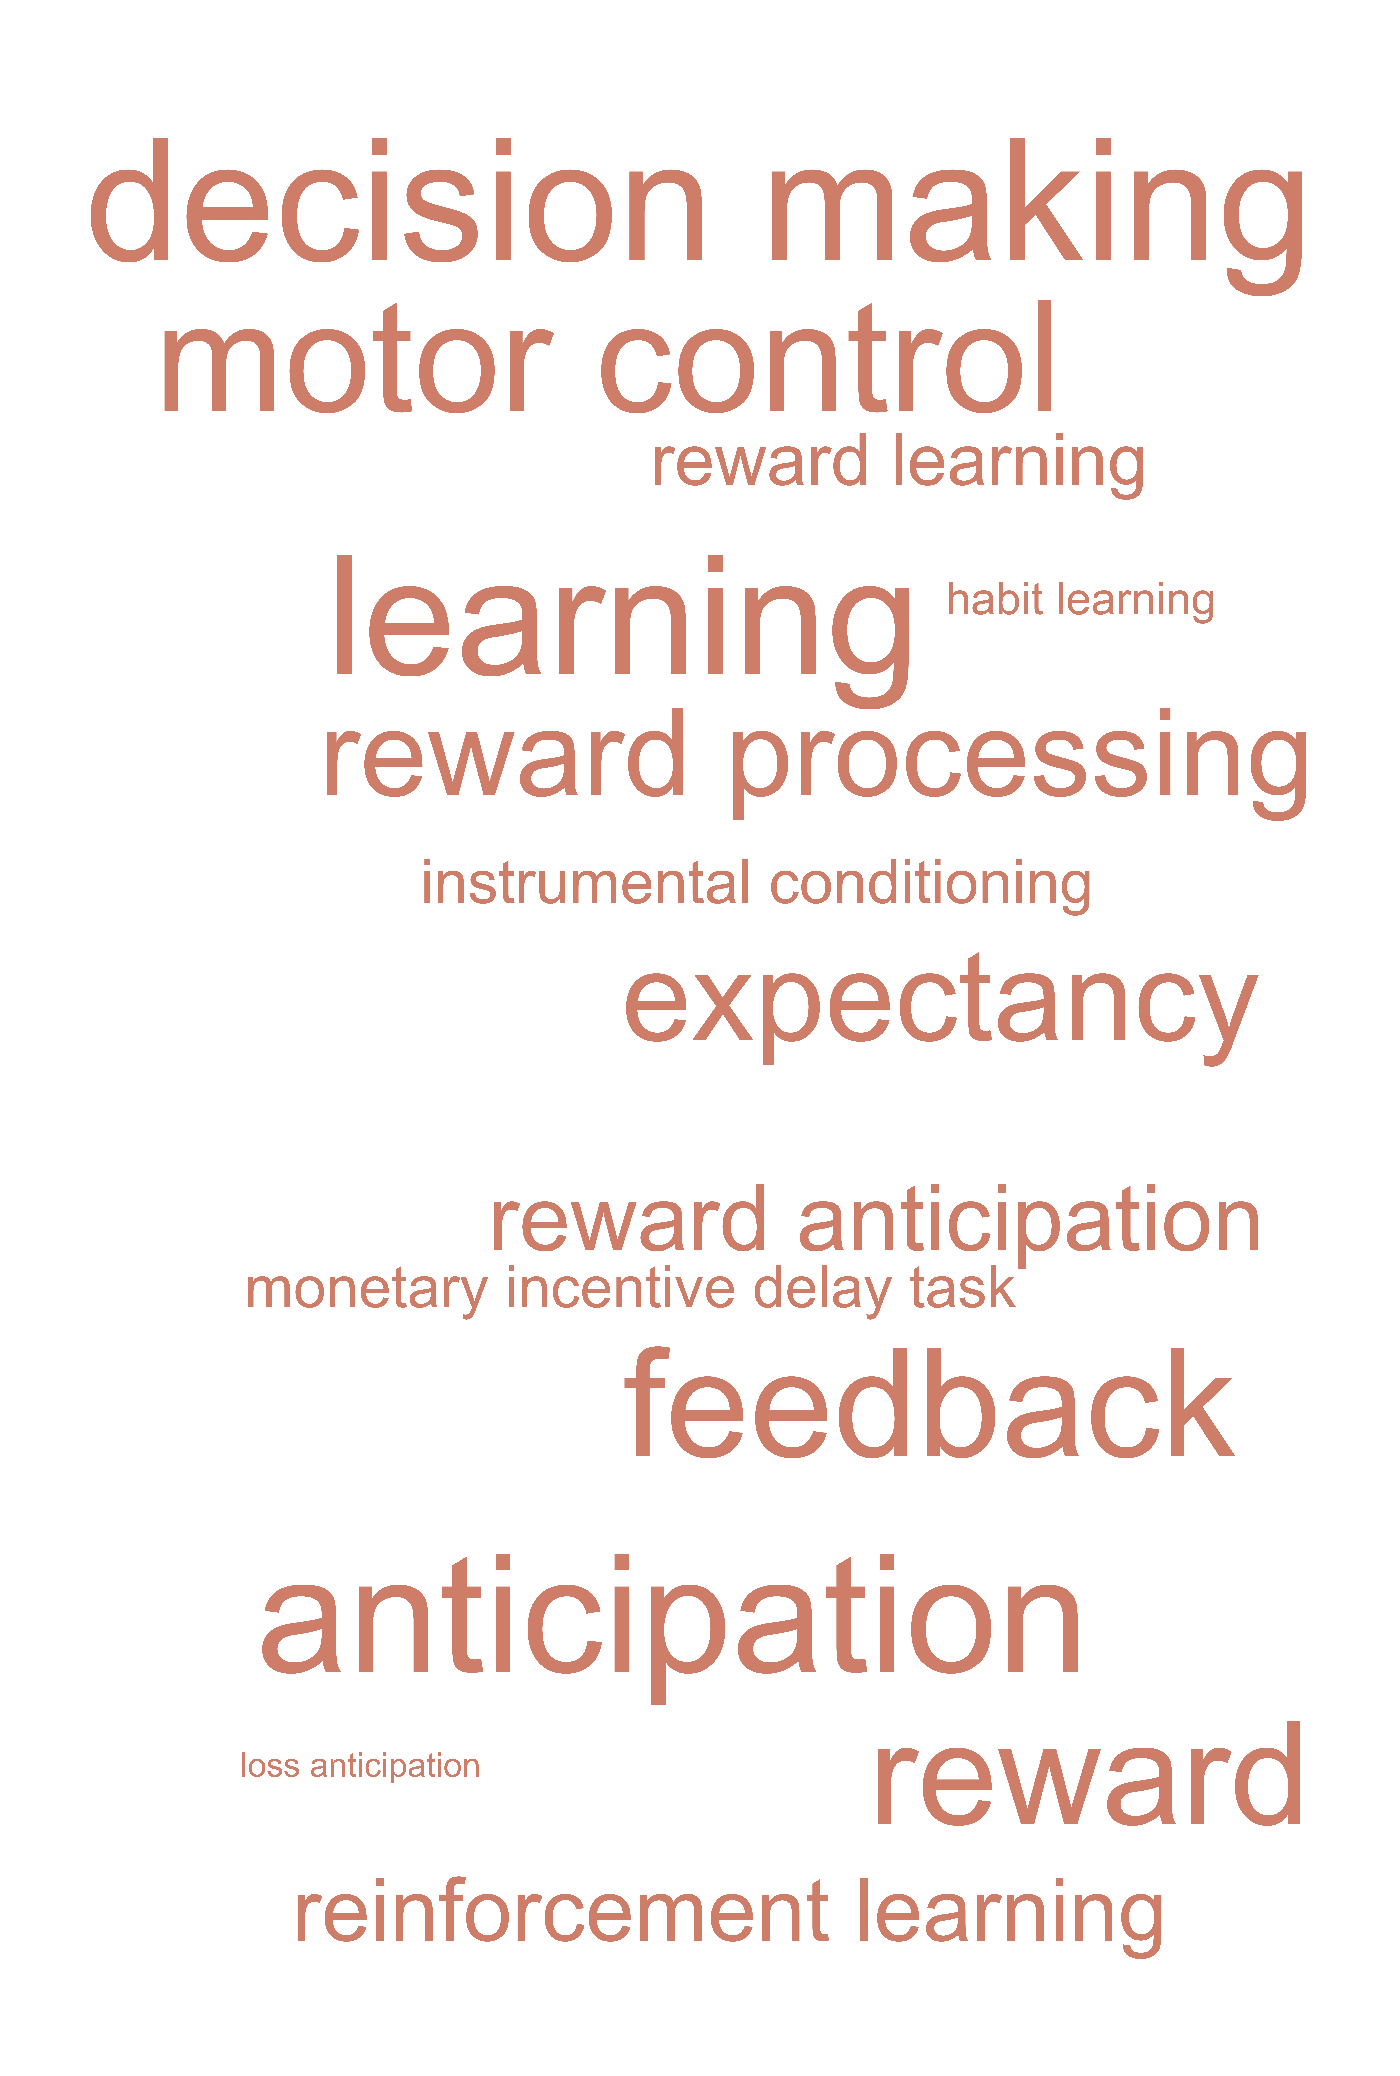 decision making
motor control
reward learning
learning
habit learning
reward processing
instrumental conditioning
expectancy
reward anticipation
monetary incentive delay task
feedback
anticipation
reward
loss anticipation
reinforcement learning